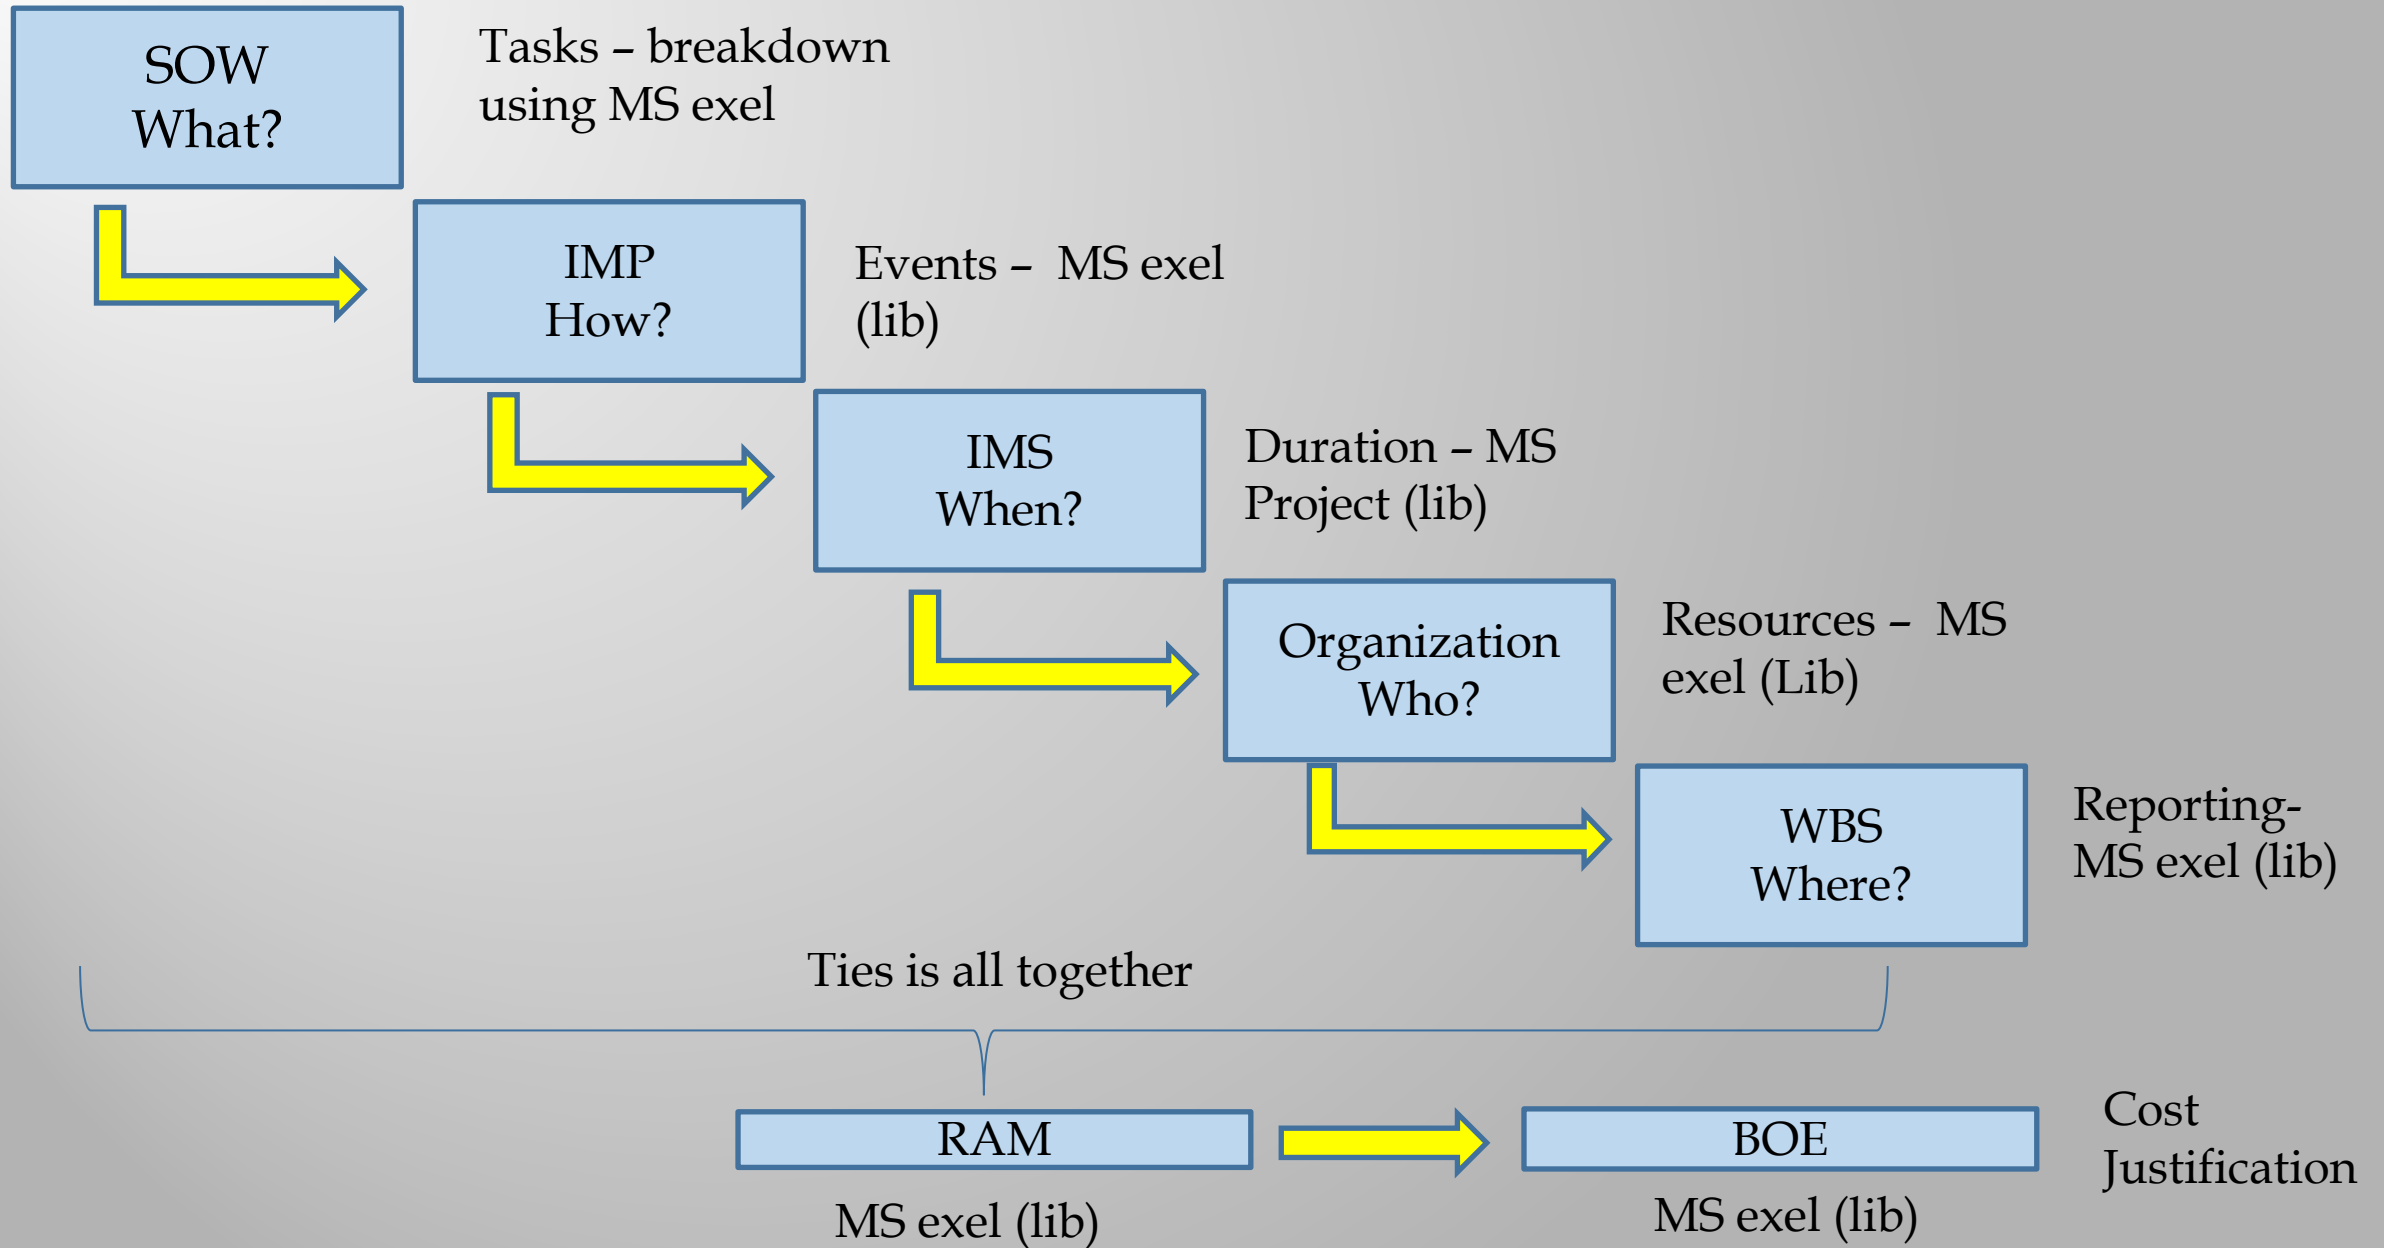 SOW
What?
Tasks – breakdown
using MS exel
IMP
How?
Events –  MS exel
(lib)
IMS
When?
Duration – MS
Project (lib)
Organization
Who?
Resources –  MS
exel (Lib)
WBS
Where?
Reporting-
MS exel (lib)
Ties is all together
RAM
MS exel (lib)
BOE
MS exel (lib)
Cost
Justification